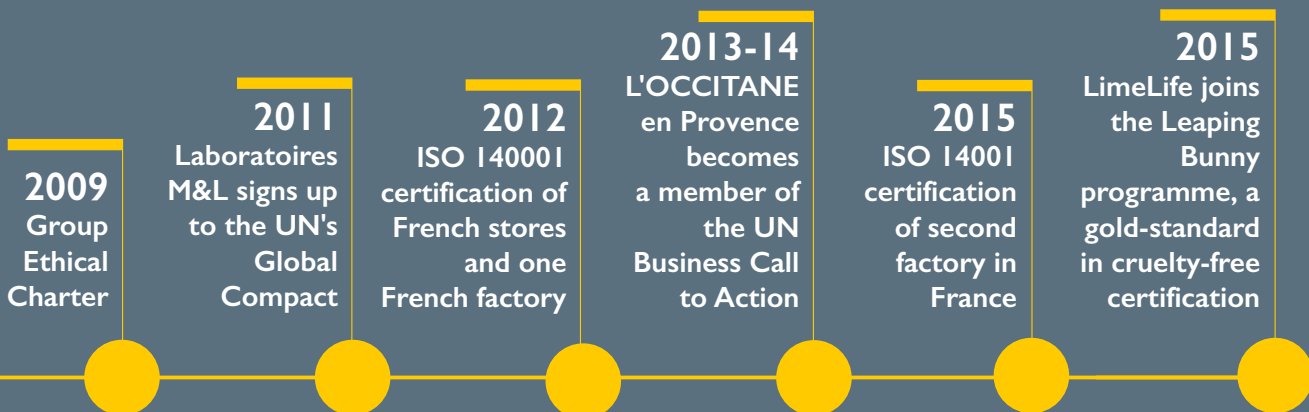 2009
Group
Ethical
Charter
2011
Laboratoires
M&L signs up
to the UN's
Global
Compact
2012
ISO 140001
certification of
French stores
and one
French factory
2013-14
L'OCCITANE
en Provence
becomes
a member of
the UN
Business Call
to Action
2015
ISO 14001
certification
of second
factory in
France
2015
LimeLife joins
the Leaping
Bunny
programme, a
gold-standard
in cruelty-free
certification